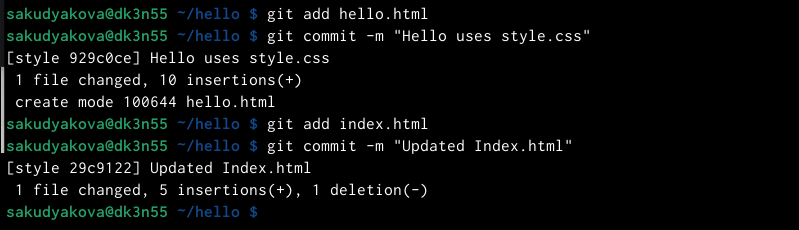 sakudyakova@dk3n55 ~/hello $ git add hello.html
sakudyakova@dk3n55 ~/hello $ git commit -m "Hello uses style.css"
[style 929c0ce] Hello uses style.css
 1 file changed, 10 insertions(+)
 create mode 100644 hello.html
sakudyakova@dk3n55 ~/hello $ git add index.html
sakudyakova@dk3n55 ~/hello $ git commit -m "Updated Index.html"
[style 29c9122] Updated Index.html
 1 file changed, 5 insertions(+), 1 deletion(-)
sakudyakova@dk3n55 ~/hello $